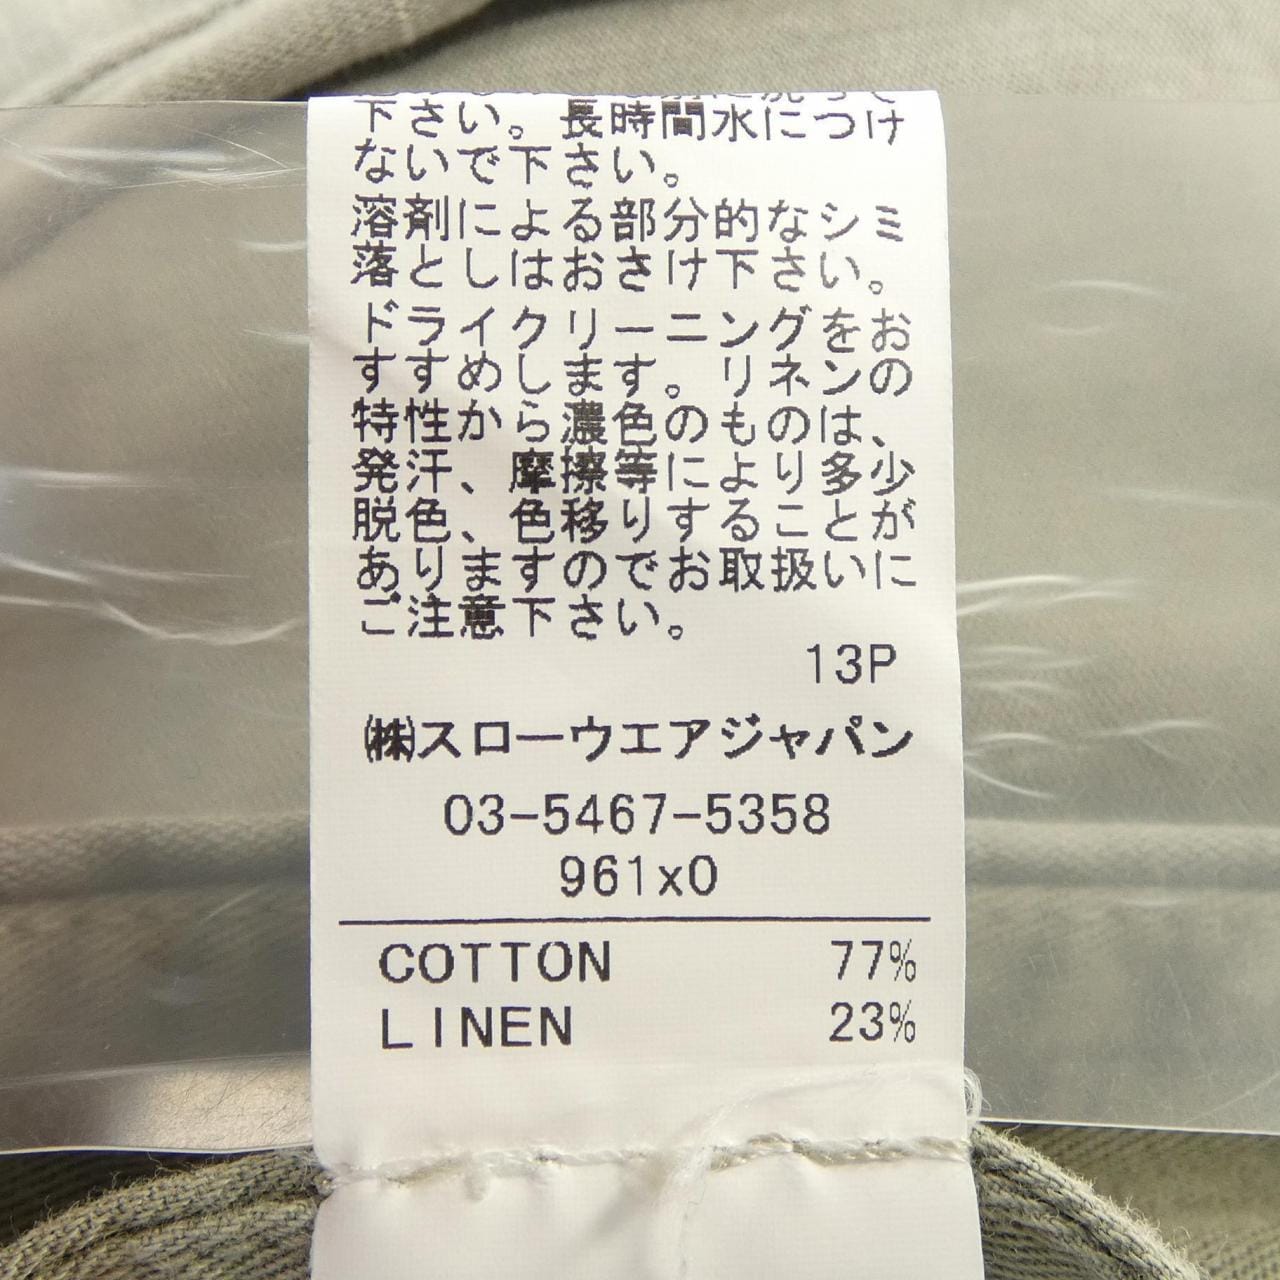 下さい。長時間水につけ
ないで下さい。
溶剤による部分的なシミ
落としはおさけ下さい。
ドライクリーニングをお
すすめします。リネンの
特性から濃色のものは、
発汗、摩擦等により多少
脱色、色移りすることが
ありますのでお取扱いに
ご注意下さい。
13P
㈱スローウエアジャパン
03-5467-5358
961x0
COTTON 77%
LINEN 23%